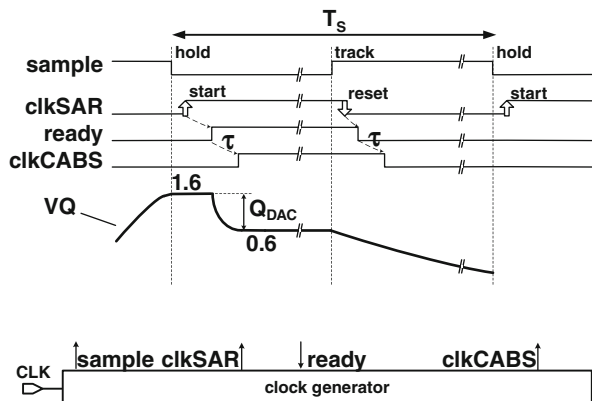 T_S
hold track hold
sample
start reset start
clkSAR
ready
τ τ
clkCABS
1.6
VQ
Q_DAC
0.6
sample clkSAR ready clkCABS
CLK
clock generator